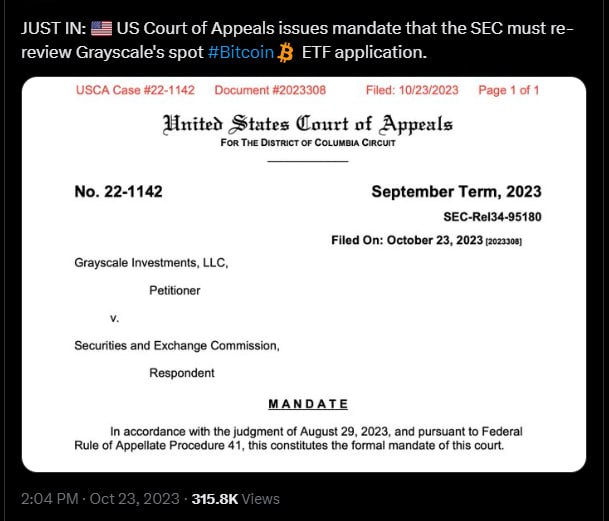 JUST IN: 🇺🇸 US Court of Appeals issues mandate that the SEC must re-
review Grayscale's spot #Bitcoin ETF application.
USCA Case #22-1142 Document #2023308 Filed: 10/23/2023 Page 1 of 1
United States Court of Appeals
FOR THE DISTRICT OF COLUMBIA CIRCUIT
No. 22-1142 September Term, 2023
SEC-Rel34-95180
Filed On: October 23, 2023 [2023308]
Grayscale Investments, LLC,
Petitioner
v.
Securities and Exchange Commission,
Respondent
MANDATE
In accordance with the judgment of August 29, 2023, and pursuant to Federal
Rule of Appellate Procedure 41, this constitutes the formal mandate of this court.
2:04 PM · Oct 23, 2023 · 315.8K Views